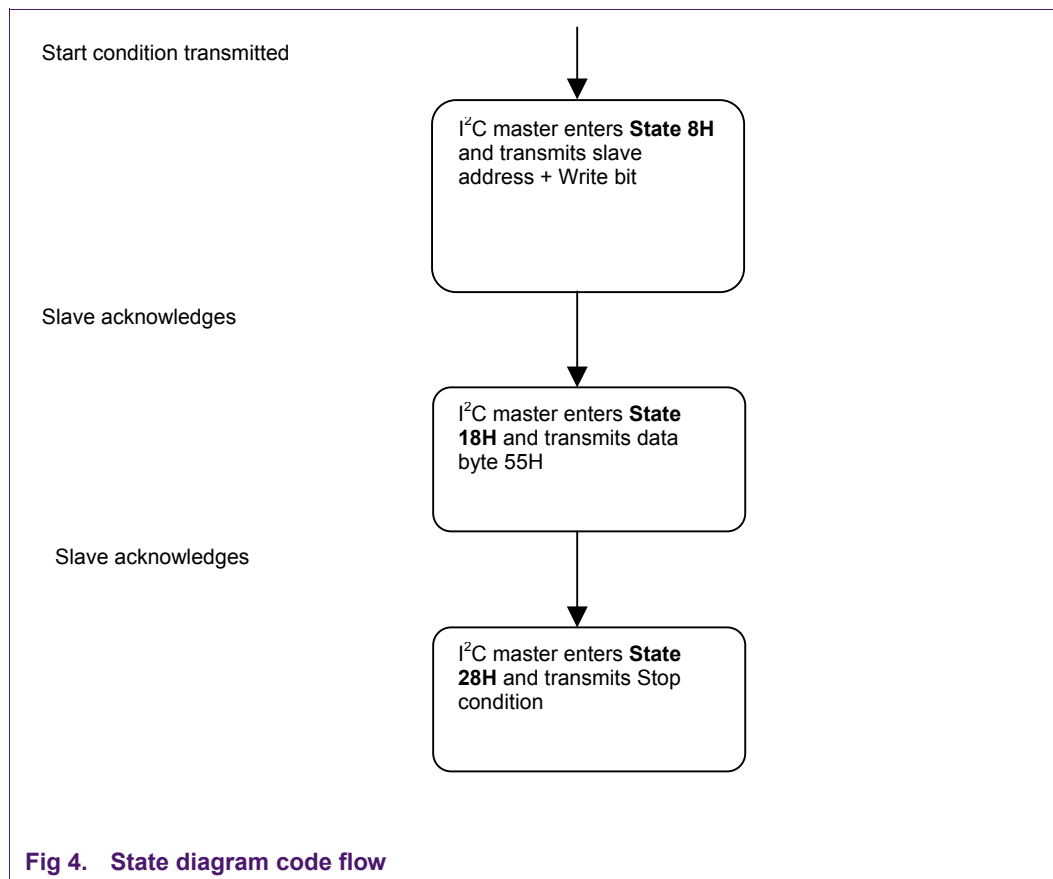 Start condition transmitted
I²C master enters State 8H
and transmits slave
address + Write bit
Slave acknowledges
I²C master enters State
18H and transmits data
byte 55H
Slave acknowledges
I²C master enters State
28H and transmits Stop
condition
Fig 4. State diagram code flow